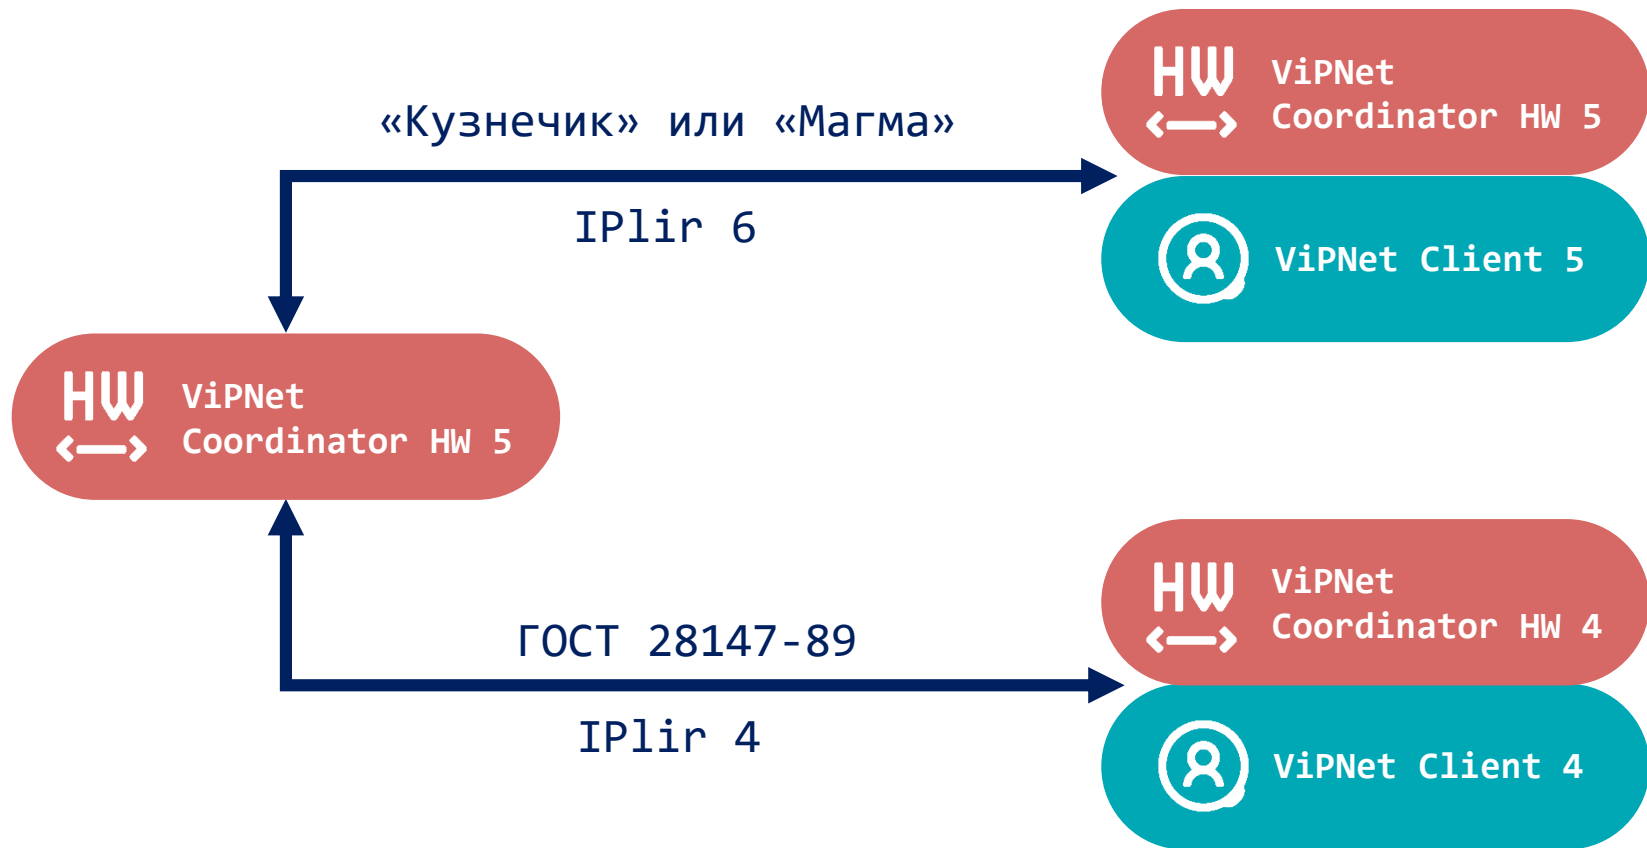 «Кузнечик» или «Магма»
IPlir 6
HW
ViPNet
Coordinator HW 5
ViPNet Client 5
HW
ViPNet
Coordinator HW 5
ГОСТ 28147-89
IPlir 4
HW
ViPNet
Coordinator HW 4
ViPNet Client 4